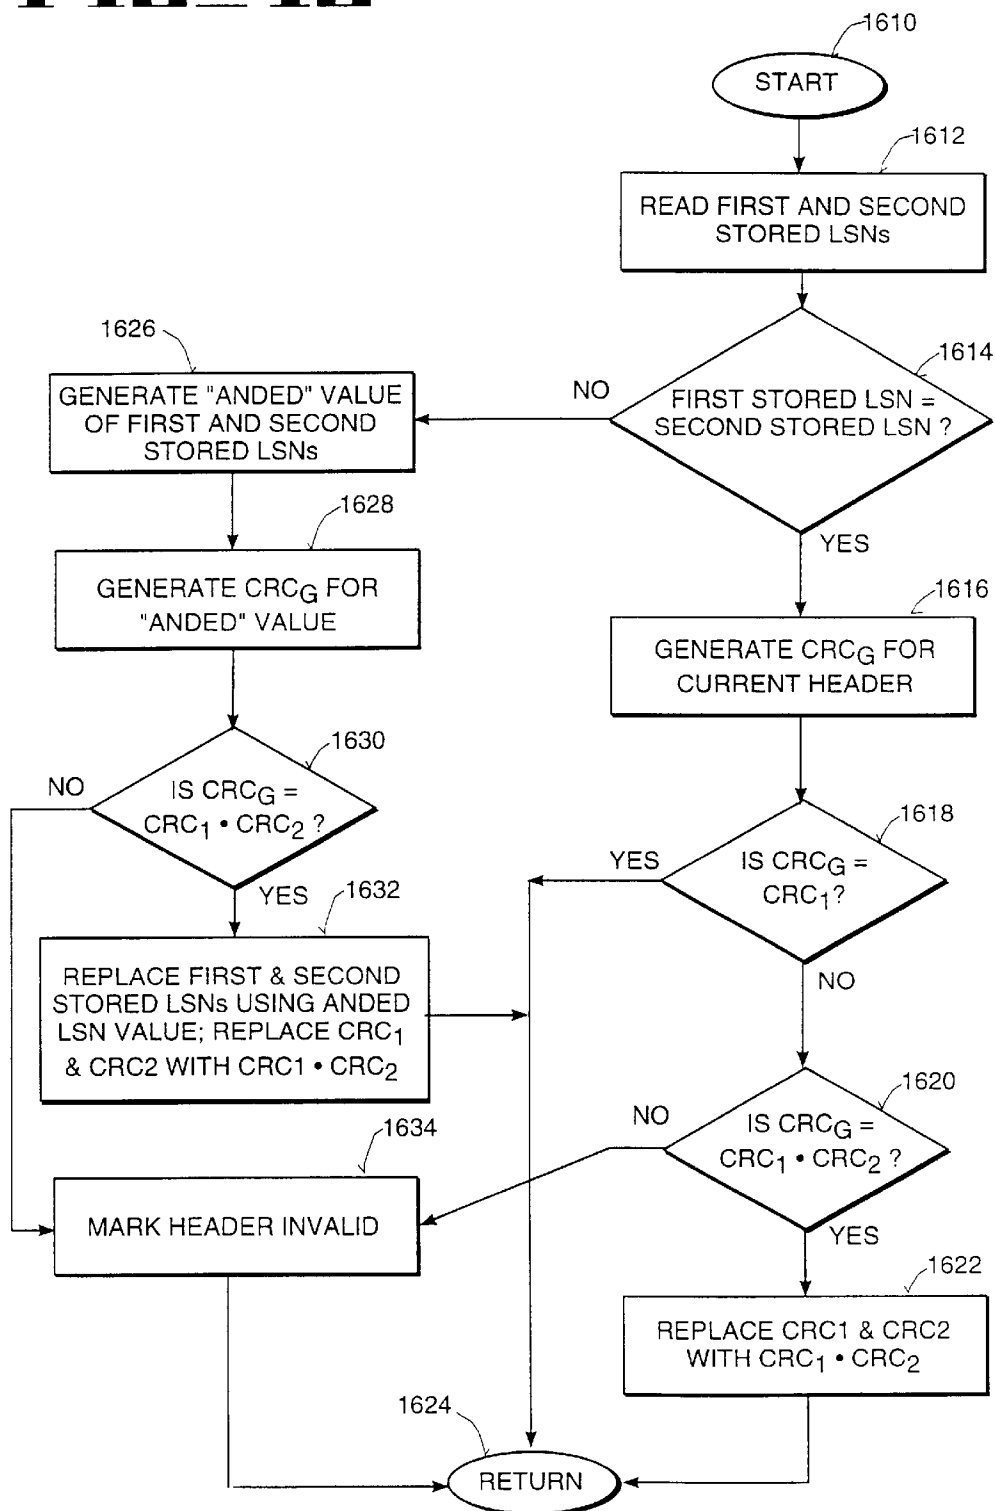 1610
START
1612
READ FIRST AND SECOND
STORED LSNs
1614
FIRST STORED LSN =
SECOND STORED LSN ?
NO
YES
1626
GENERATE "ANDED" VALUE
OF FIRST AND SECOND
STORED LSNs
1628
GENERATE CRCG FOR
"ANDED" VALUE
1616
GENERATE CRCG FOR
CURRENT HEADER
1630
IS CRCG =
CRC1 • CRC2 ?
NO
YES
1618
IS CRCG =
CRC1?
YES
NO
1632
REPLACE FIRST & SECOND
STORED LSNs USING ANDED
LSN VALUE; REPLACE CRC1
& CRC2 WITH CRC1 • CRC2
1620
IS CRCG =
CRC1 • CRC2 ?
NO
YES
1634
MARK HEADER INVALID
1622
REPLACE CRC1 & CRC2
WITH CRC1 • CRC2
1624
RETURN